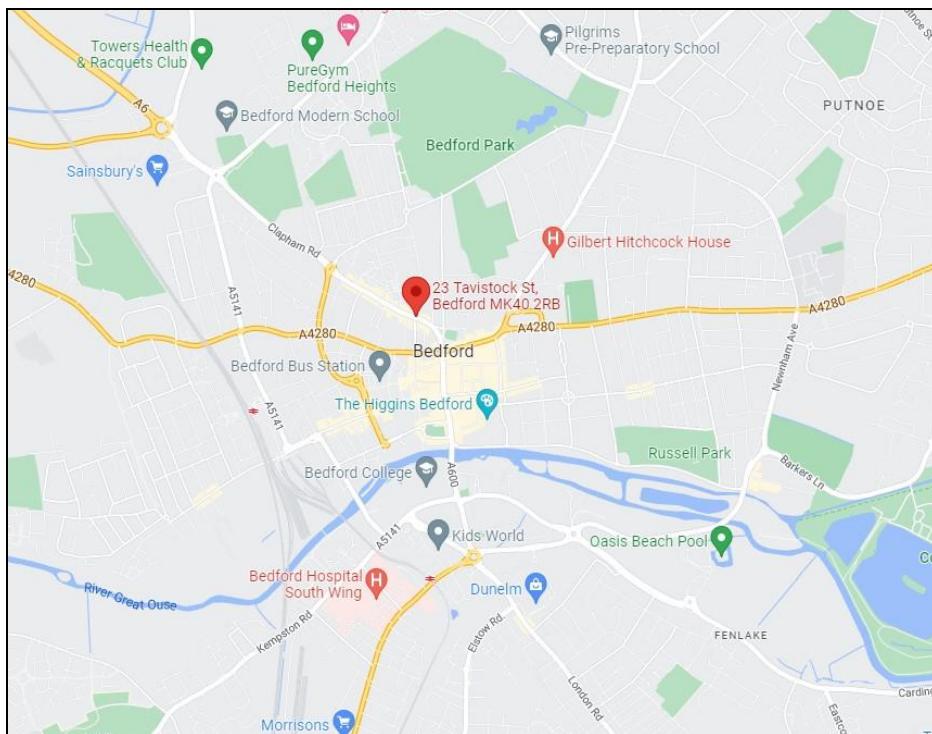 Towers Health
& Racquets Club
PureGym
Bedford Heights
Pilgrims
Pre-Preparatory School
PUTNOE
A6
Bedford Modern School
Bedford Park
Sainsbury's
Clapham Rd
Gilbert Hitchcock House
4280
A5141
23 Tavistock St,
Bedford MK40 2RB
A4280
A4280
A4280
Bedford
Bedford Bus Station
Newnham Ave
The Higgins Bedford
A5141
Russell Park
Barkers Ln
Bedford College
A600
A5141
Kids World
Oasis Beach Pool
Bedford Hospital
South Wing
River Great Ouse
Dunelm
Kempston Rd
Elstow Rd
FENLAKE
London Rd
Morrisons